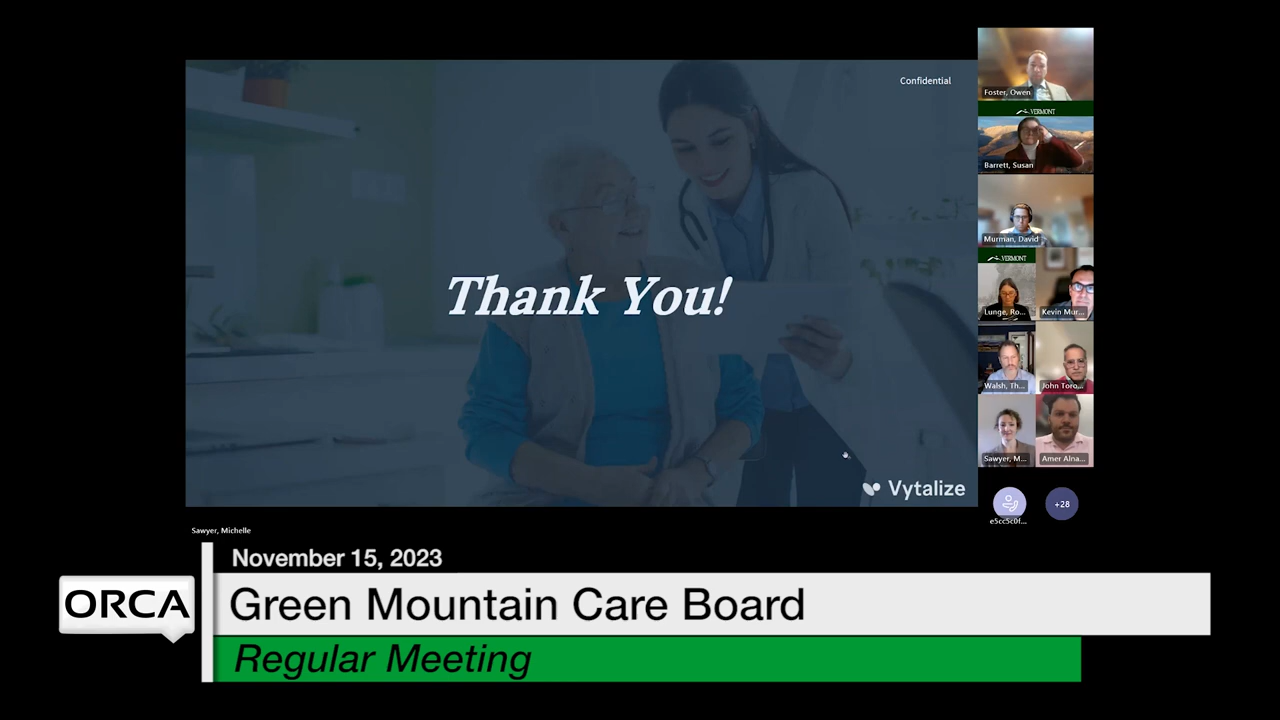 Confidential
Thank You!
Vytalize
Foster, Owen
VERMONT
Barrett, Susan
Murman, David
VERMONT
Lunge, Ro...
Kevin Mur...
Walsh, Th...
John Toro...
Sawyer, M...
Amer Alna...
e5cc5c0f...
+28
Sawyer, Michelle
November 15, 2023
ORCA
Green Mountain Care Board
Regular Meeting